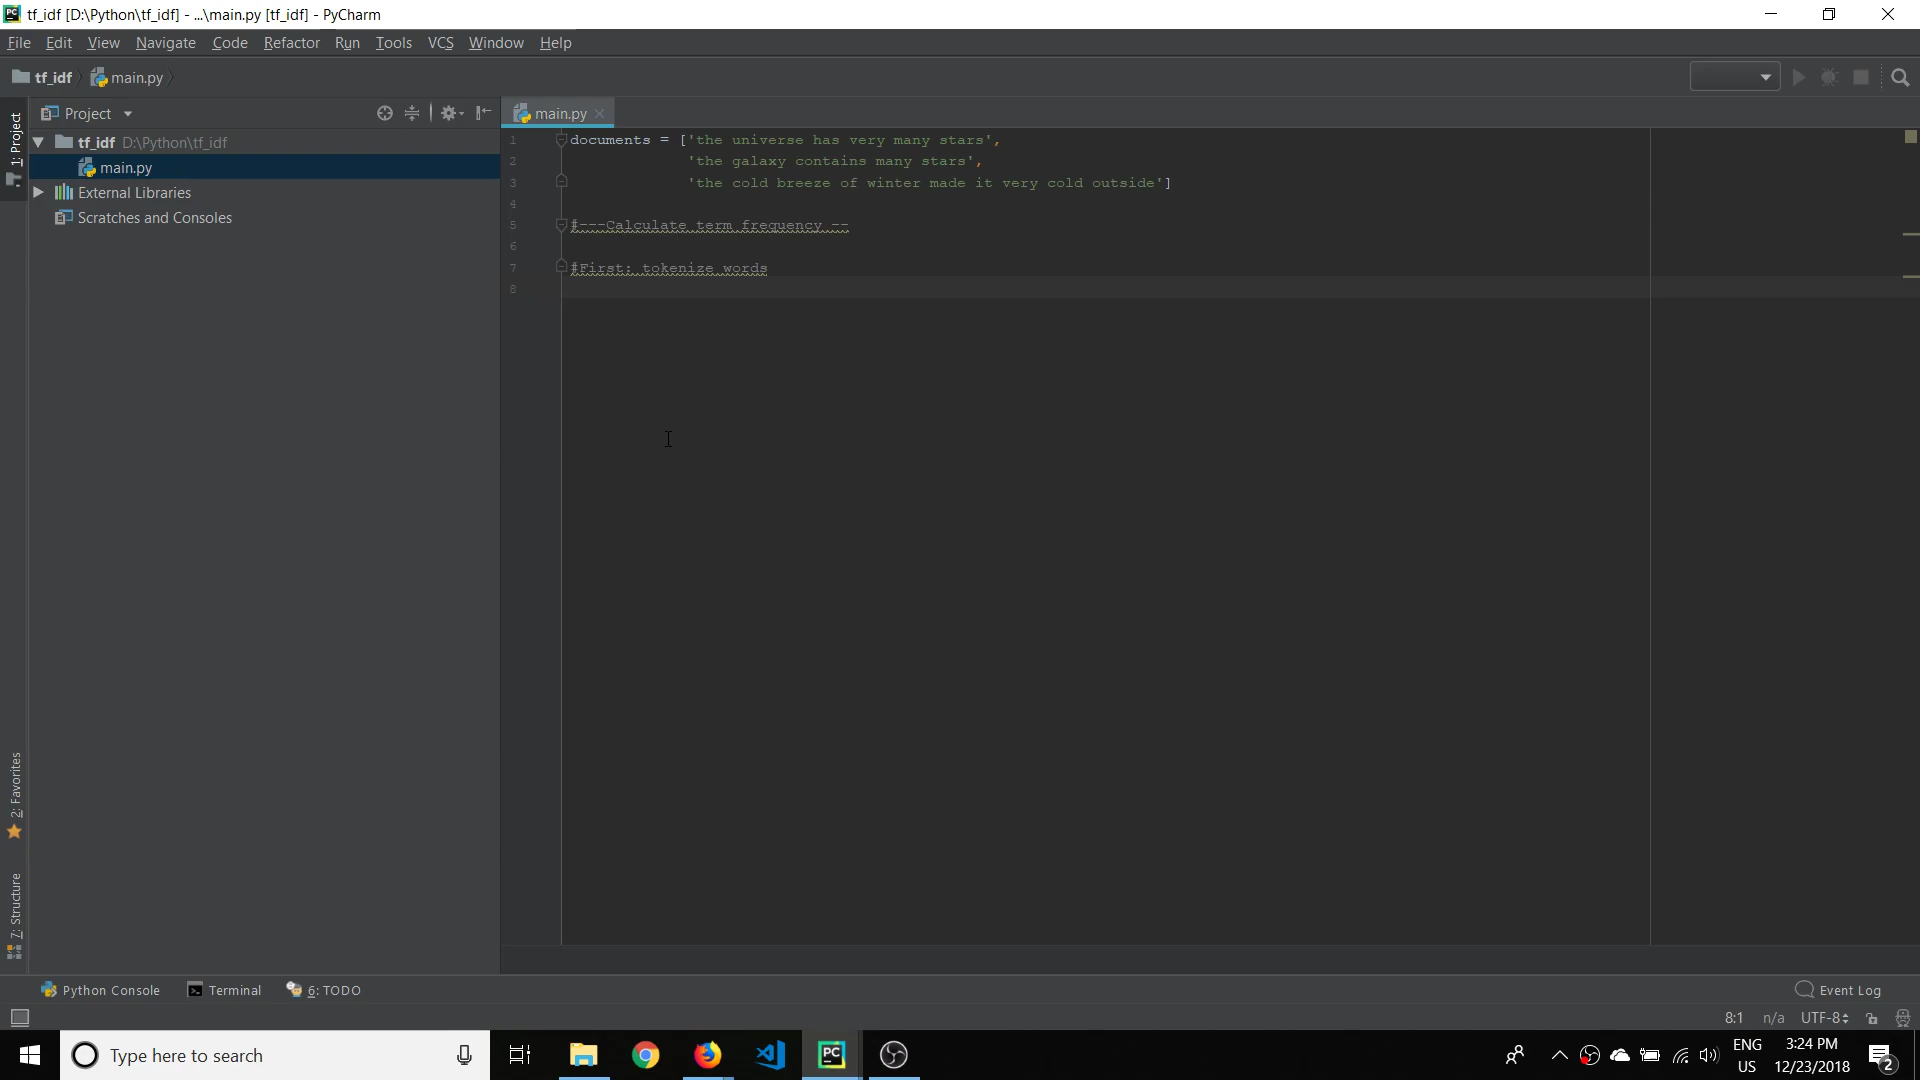 PC tf_idf [D:\Python\tf_idf] - ...\main.py [tf_idf] - PyCharm
File Edit View Navigate Code Refactor Run Tools VCS Window Help
tf_idf main.py
1: Project
Project
main.py
tf_idf D:\Python\tf_idf
main.py
External Libraries
Scratches and Consoles
1 documents = ['the universe has very many stars',
2 'the galaxy contains many stars',
3 'the cold breeze of winter made it very cold outside']
4
5 #---Calculate term frequency --
6
7 #First: tokenize words
8
2: Favorites
7: Structure
Python Console Terminal 6: TODO Event Log
8:1 n/a UTF-8
Type here to search
PC
ENG
US
3:24 PM
12/23/2018
2